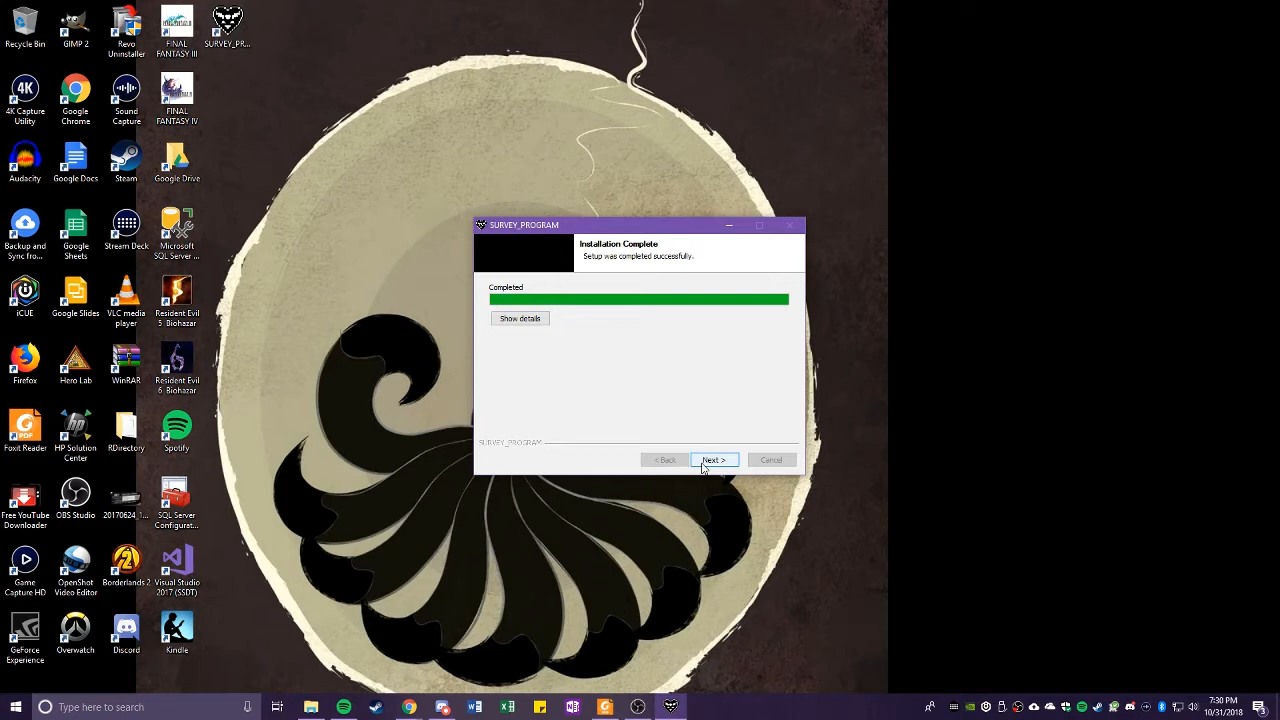 Recycle Bin
GIMP 2
Revo
Uninstaller
FINAL
FANTASY III
SURVEY_PR...
4K Capture
Utility
Google
Chrome
Sound
Capture
FINAL
FANTASY IV
Audacity
Google Docs
Steam
Google Drive
Backup and
Sync from...
Google
Sheets
Stream Deck
Microsoft
SQL Server ...
iCUE
Google Slides
VLC media
player
Resident Evil
5 Biohazar
Firefox
Hero Lab
WinRAR
Resident Evil
6 Biohazar
Foxit Reader
HP Solution
Center
RDirectory
Spotify
Free YouTube
Downloader
OBS Studio
20170624_1...
SQL Server
Configurat...
Game
Capture HD
OpenShot
Video Editor
Borderlands 2
Visual Studio
2017 (SSDT)
GeForce
Experience
Overwatch
Discord
Kindle
SURVEY_PROGRAM
Installation Complete
Setup was completed successfully.
Completed
Show details
SURVEY_PROGRAM
< Back
Next >
Cancel
Type here to search
7:30 PM
10/31/2018